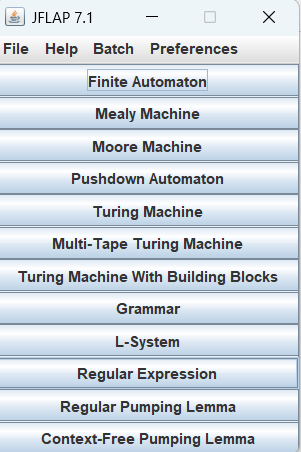 JFLAP 7.1
File Help Batch Preferences
Finite Automaton
Mealy Machine
Moore Machine
Pushdown Automaton
Turing Machine
Multi-Tape Turing Machine
Turing Machine With Building Blocks
Grammar
L-System
Regular Expression
Regular Pumping Lemma
Context-Free Pumping Lemma